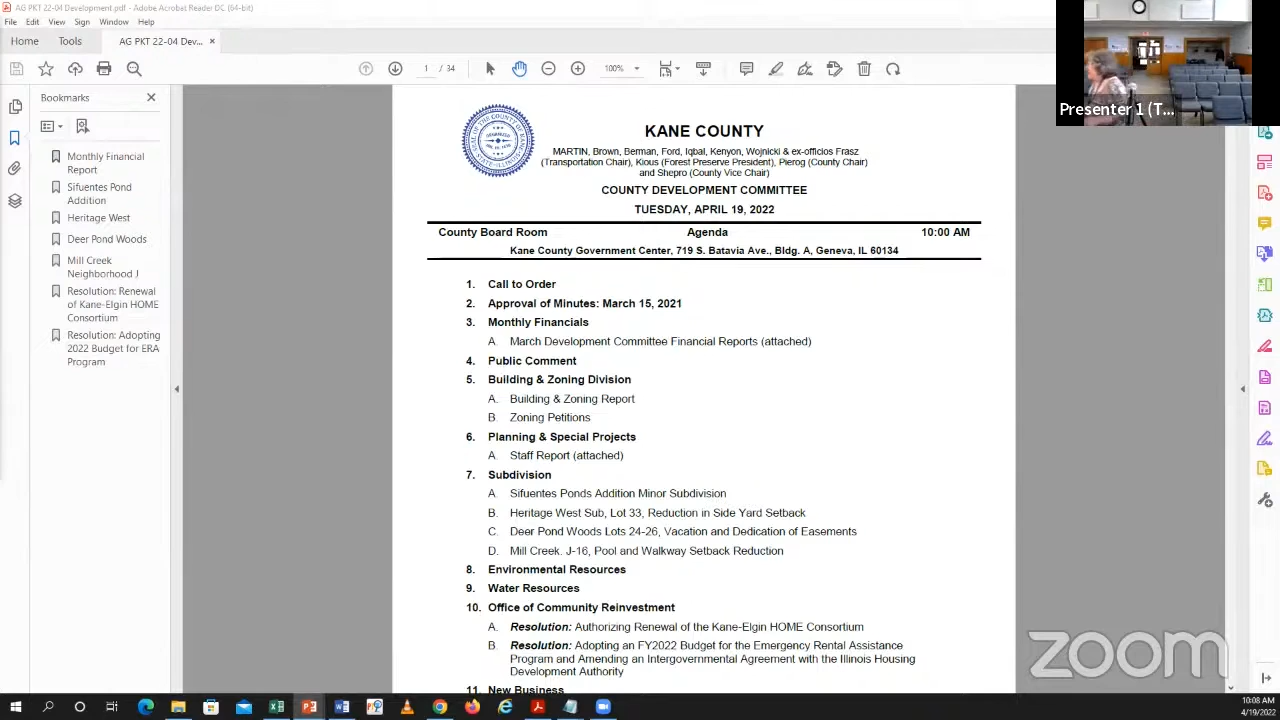 AG PKT 22-04 Development.pdf - Adobe Acrobat Reader DC (64-bit)
File Edit View Sign Window Help
Home Tools AG PKT 22-04 Dev... ×
1 / 34 100%
Bookmarks
Monthly Financial
Report
Sifuentes Pond
Addition
Heritage West
Deer Pond Woods
Mill Creek
Neighborhood J
Resolution: Renewal
of Kane-Elgin HOME
Consortium
Resolution: Adopting
2022 Budget for ERA
Program
Presenter 1 (T...
KANE COUNTY
MARTIN, Brown, Berman, Ford, Iqbal, Kenyon, Wojnicki & ex-officios Frasz
(Transportation Chair), Kious (Forest Preserve President), Pierog (County Chair)
and Shepro (County Vice Chair)
COUNTY DEVELOPMENT COMMITTEE
TUESDAY, APRIL 19, 2022
County Board Room Agenda 10:00 AM
Kane County Government Center, 719 S. Batavia Ave., Bldg. A, Geneva, IL 60134
1. Call to Order
2. Approval of Minutes: March 15, 2021
3. Monthly Financials
A. March Development Committee Financial Reports (attached)
4. Public Comment
5. Building & Zoning Division
A. Building & Zoning Report
B. Zoning Petitions
6. Planning & Special Projects
A. Staff Report (attached)
7. Subdivision
A. Sifuentes Ponds Addition Minor Subdivision
B. Heritage West Sub, Lot 33, Reduction in Side Yard Setback
C. Deer Pond Woods Lots 24-26, Vacation and Dedication of Easements
D. Mill Creek. J-16, Pool and Walkway Setback Reduction
8. Environmental Resources
9. Water Resources
10. Office of Community Reinvestment
A. Resolution: Authorizing Renewal of the Kane-Elgin HOME Consortium
B. Resolution: Adopting an FY2022 Budget for the Emergency Rental Assistance
Program and Amending an Intergovernmental Agreement with the Illinois Housing
Development Authority
11. New Business
zoom
10:08 AM
4/19/2022